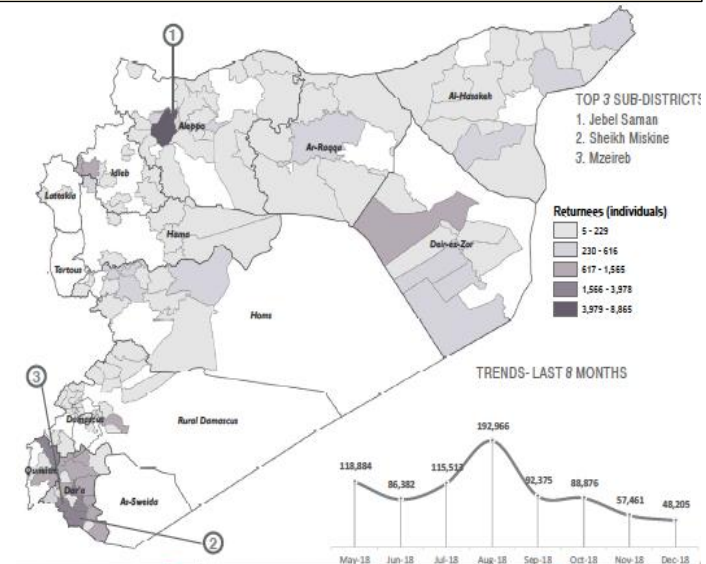 1
Al-Hasakeh
TOP 3 SUB-DISTRICTS
1. Jebel Saman
2. Sheikh Miskine
3. Mzeireb
Aleppo
Ar-Raqqa
Idleb
Lattakia
Returnees (individuals)
5 - 229
230 - 616
617 - 1,565
1,566 - 3,978
3,979 - 8,865
Hama
Deir-ez-Zor
Tartous
Homs
TRENDS- LAST 8 MONTHS
3
Damascus
Rural Damascus
192,966
118,884
86,382
115,517
92,375
88,876
57,461
48,205
Quneitra
Dar'a
As-Sweida
2
May-18 Jun-18 Jul-18 Aug-18 Sep-18 Oct-18 Nov-18 Dec-18